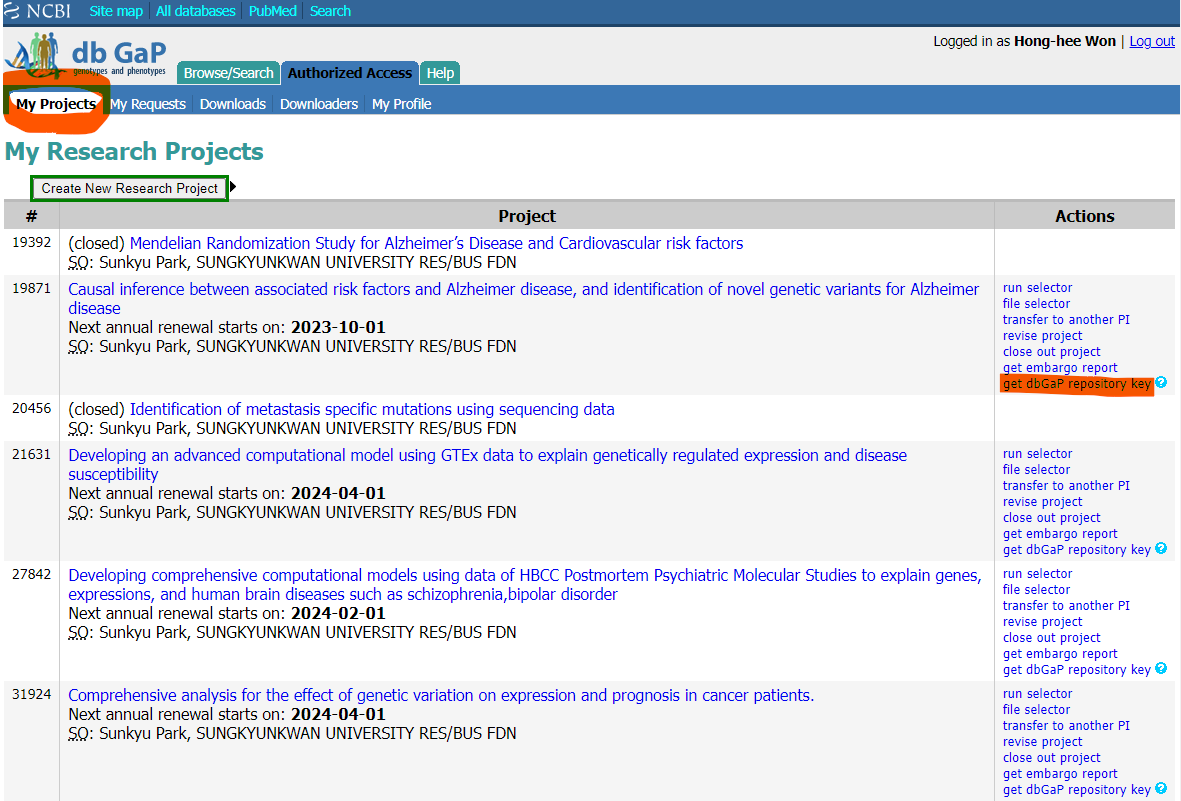 NCBI Site map All databases PubMed Search
Logged in as Hong-hee Won | Log out
db GaP
genotypes and phenotypes
Browse/Search Authorized Access Help
My Projects My Requests Downloads Downloaders My Profile
My Research Projects
Create New Research Project
# Project Actions
19392 (closed) Mendelian Randomization Study for Alzheimer’s Disease and Cardiovascular risk factors
SO: Sunkyu Park, SUNGKYUNKWAN UNIVERSITY RES/BUS FDN
19871 Causal inference between associated risk factors and Alzheimer disease, and identification of novel genetic variants for Alzheimer
disease
Next annual renewal starts on: 2023-10-01
SO: Sunkyu Park, SUNGKYUNKWAN UNIVERSITY RES/BUS FDN
run selector
file selector
transfer to another PI
revise project
close out project
get embargo report
get dbGaP repository key ?
20456 (closed) Identification of metastasis specific mutations using sequencing data
SO: Sunkyu Park, SUNGKYUNKWAN UNIVERSITY RES/BUS FDN
21631 Developing an advanced computational model using GTEx data to explain genetically regulated expression and disease
susceptibility
Next annual renewal starts on: 2024-04-01
SO: Sunkyu Park, SUNGKYUNKWAN UNIVERSITY RES/BUS FDN
run selector
file selector
transfer to another PI
revise project
close out project
get embargo report
get dbGaP repository key ?
27842 Developing comprehensive computational models using data of HBCC Postmortem Psychiatric Molecular Studies to explain genes,
expressions, and human brain diseases such as schizophrenia,bipolar disorder
Next annual renewal starts on: 2024-02-01
SO: Sunkyu Park, SUNGKYUNKWAN UNIVERSITY RES/BUS FDN
run selector
file selector
transfer to another PI
revise project
close out project
get embargo report
get dbGaP repository key ?
31924 Comprehensive analysis for the effect of genetic variation on expression and prognosis in cancer patients.
Next annual renewal starts on: 2024-04-01
SO: Sunkyu Park, SUNGKYUNKWAN UNIVERSITY RES/BUS FDN
run selector
file selector
transfer to another PI
revise project
close out project
get embargo report
get dbGaP repository key ?